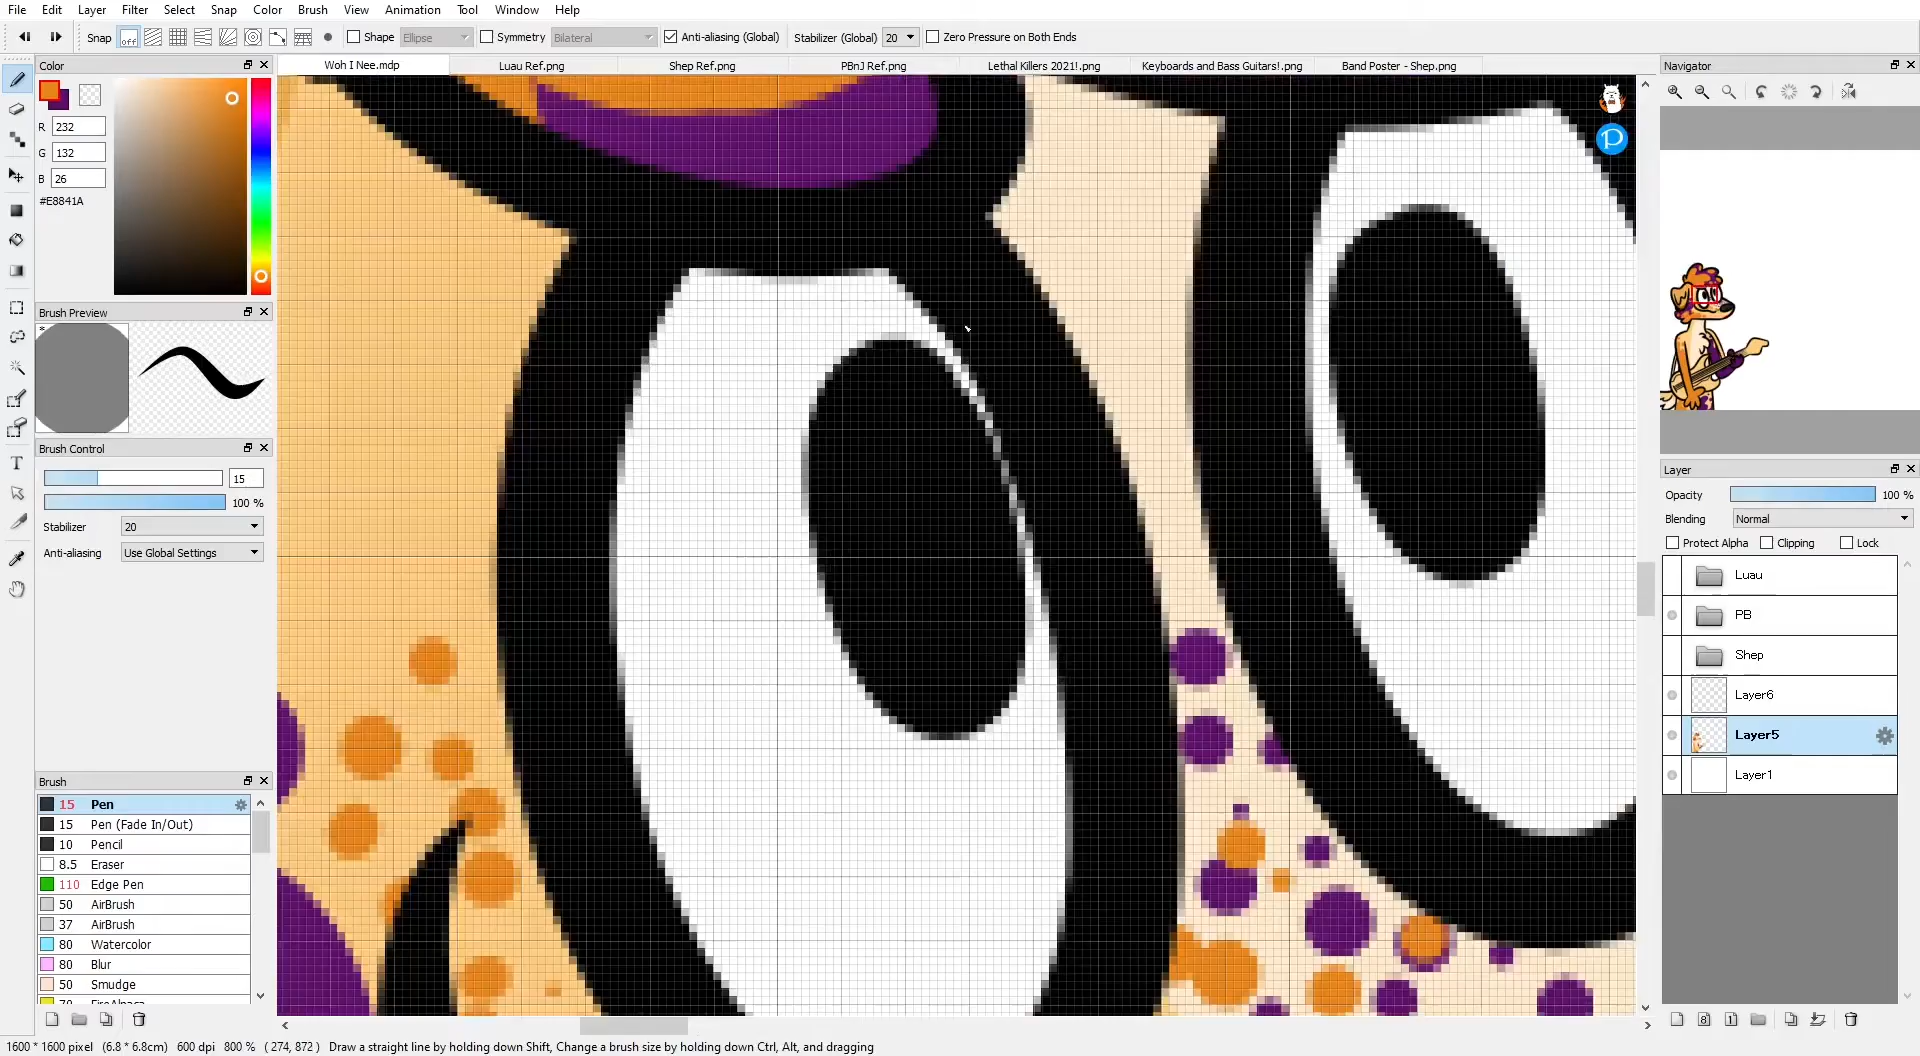 File Edit Layer Filter Select Snap Color Brush View Animation Tool Window Help
Snap off Shape Ellipse Symmetry Bilateral Anti-aliasing (Global) Stabilizer (Global) 20 Zero Pressure on Both Ends
Color
Woh I Nee.mdp Luau Ref.png Shep Ref.png PBnJ Ref.png Lethal Killers 2021!.png Keyboards and Bass Guitars!.png Band Poster - Shep.png
Navigator
R 232
G 132
B 26
#E8841A
Brush Preview
Brush Control
15
100 %
Stabilizer 20
Anti-aliasing Use Global Settings
Layer
Opacity 100 %
Blending Normal
Protect Alpha Clipping Lock
Luau
PB
Shep
Layer6
Layer5
Layer1
Brush
15 Pen
15 Pen (Fade In/Out)
10 Pencil
8.5 Eraser
110 Edge Pen
50 AirBrush
37 AirBrush
80 Watercolor
80 Blur
50 Smudge
70 FireAlpaca
1600 * 1600 pixel (6.8 * 6.8cm) 600 dpi 800 % ( 274, 872 ) Draw a straight line by holding down Shift, Change a brush size by holding down Ctrl, Alt, and dragging